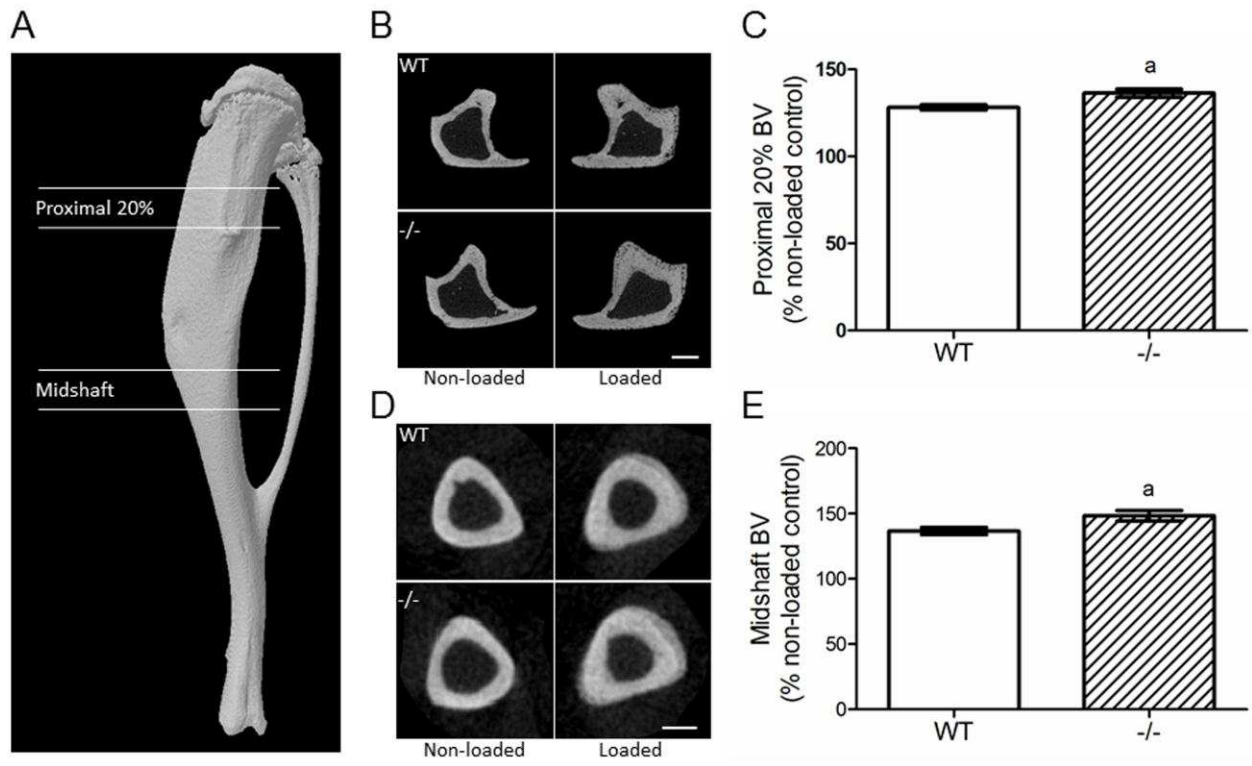 A
Proximal 20%
Midshaft
B
WT
-/-
Non-loaded
Loaded
C
Proximal 20% BV
(% non-loaded control)
150
100
50
0
a
WT
-/-
D
WT
-/-
Non-loaded
Loaded
E
Midshaft BV
(% non-loaded control)
200
150
100
50
0
a
WT
-/-